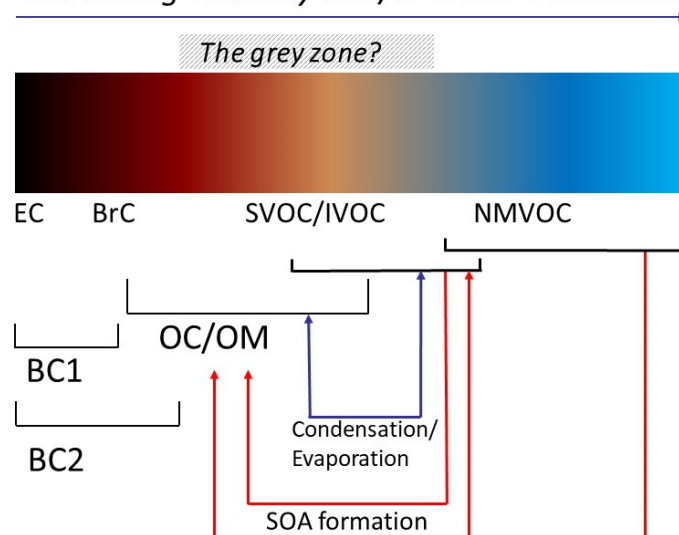 The grey zone?
EC BrC SVOC/IVOC NMVOC
OC/OM
BC1
BC2
Condensation/
Evaporation
SOA formation